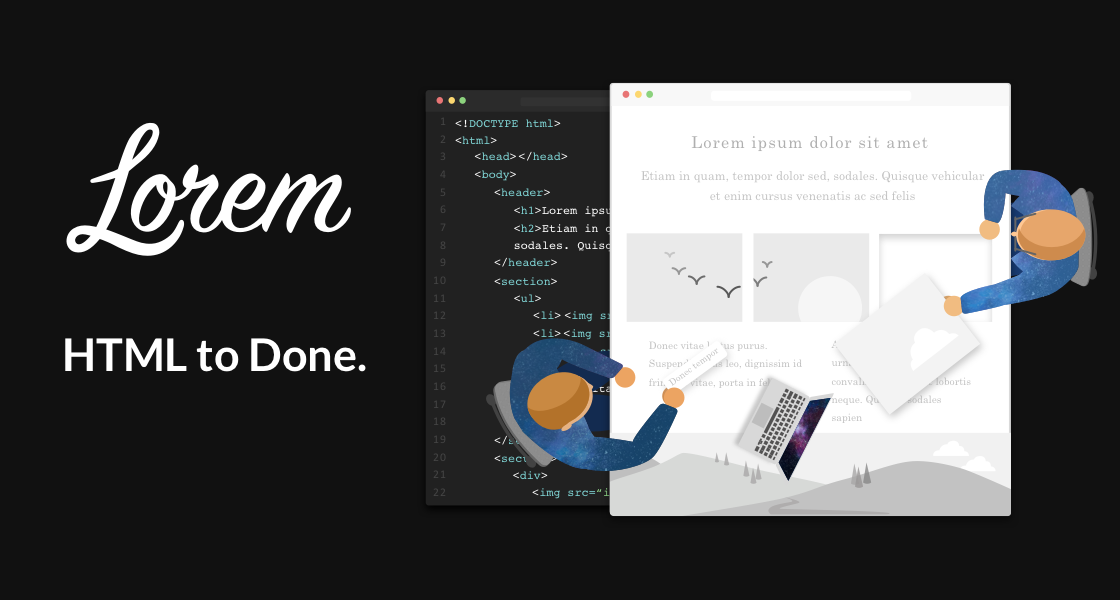 Lorem
HTML to Done.
1 <!DOCTYPE html>
2 <html>
3 <head></head>
4 <body>
5 <header>
6 <h1>Lorem ipsu
7 <h2>Etiam in q
8 sodales. Quisq
9 </header>
10 <section>
11 <ul>
12 <li><img sr
13 <li><img sr
14
15
16
17
18
19
20
21 <div>
22 <img src="i
Lorem ipsum dolor sit amet
Etiam in quam, tempor dolor sed, sodales. Quisque vehicular
et enim cursus venenatis ac sed felis
Donec vitae purus.
leo, dignissim id
vitae, porta in
Donec tempor
convall lobortis
neque. sodales
sapien